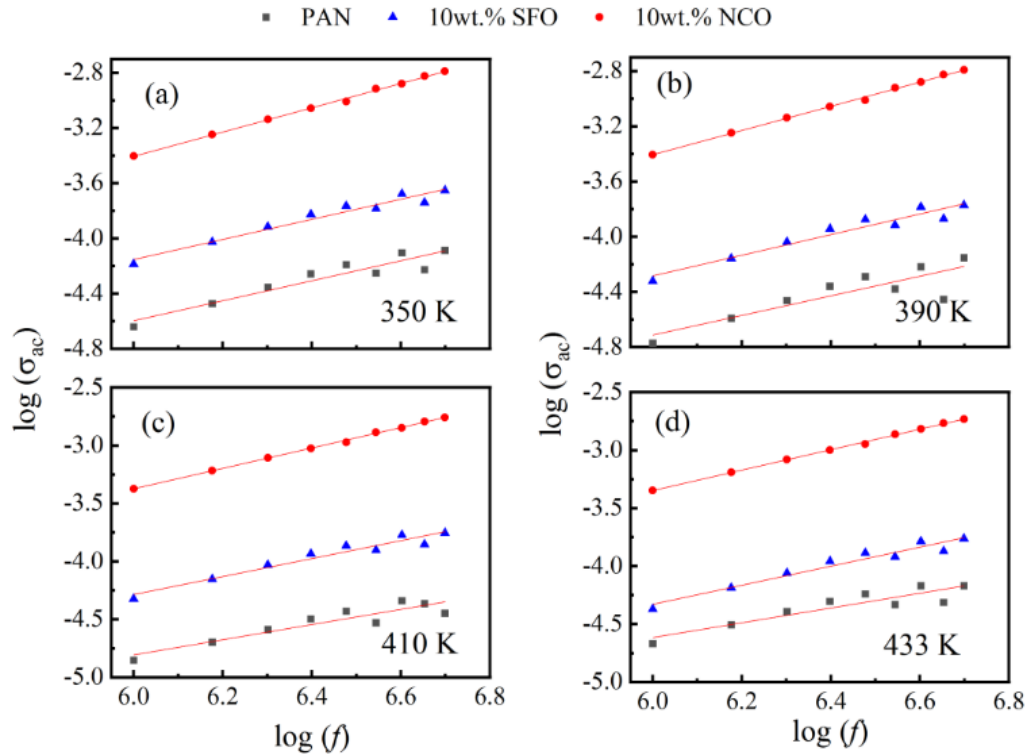 PAN 10wt.% SFO 10wt.% NCO
(a)
-2.8
-3.2
-3.6
-4.0
-4.4
-4.8
350 K
(b)
-2.8
-3.2
-3.6
-4.0
-4.4
-4.8
390 K
log (σac)
log (σac)
(c)
-2.5
-3.0
-3.5
-4.0
-4.5
-5.0
410 K
6.0 6.2 6.4 6.6 6.8
log (f)
(d)
-2.5
-3.0
-3.5
-4.0
-4.5
-5.0
433 K
6.0 6.2 6.4 6.6 6.8
log (f)